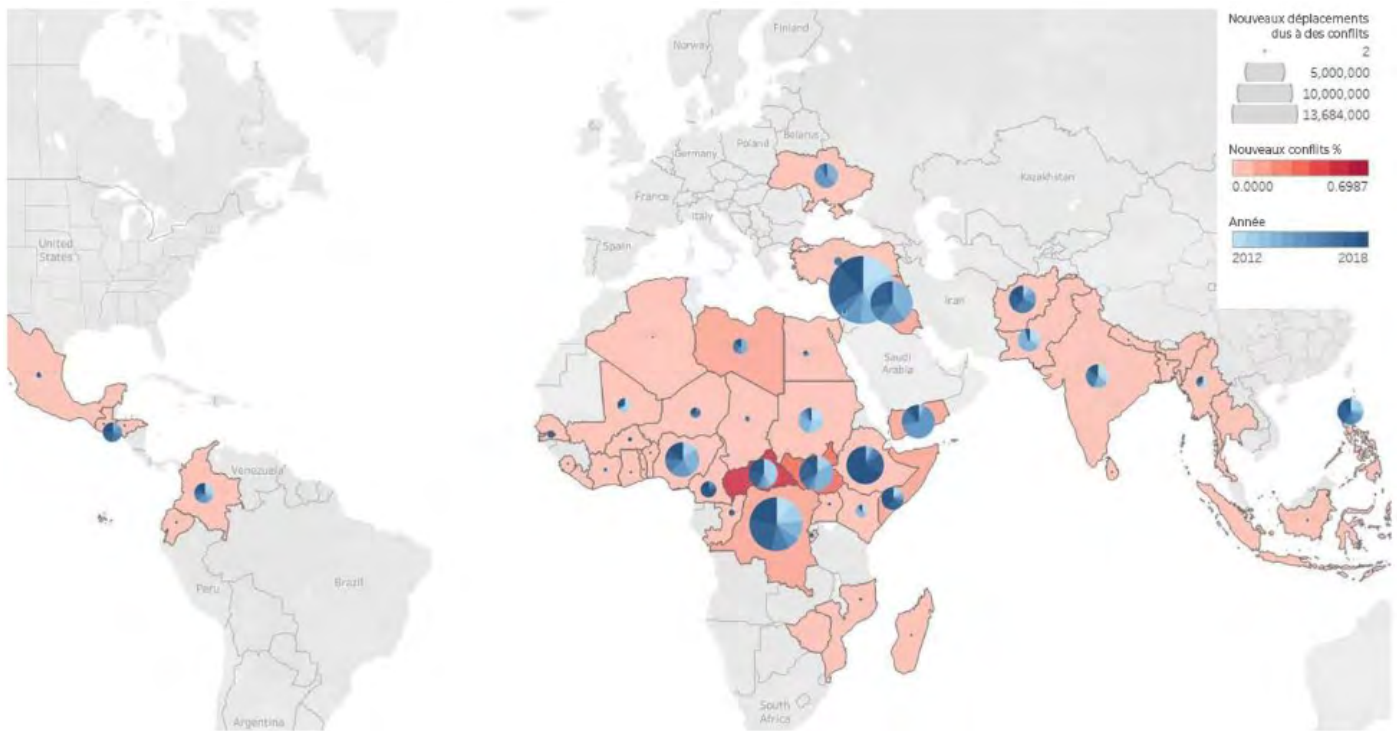 Nouveaux déplacements
dus à des conflits
2
5,000,000
10,000,000
13,684,000
Nouveaux conflits %
0.0000 0.6987
Année
2012 2018
Finland
Norway
Belarus
Poland
Germany
Kazakhstan
France
Italy
United
States
Spain
Iran
Saudi
Arabia
Venezuela
Peru
Brazil
South
Africa
Argentina